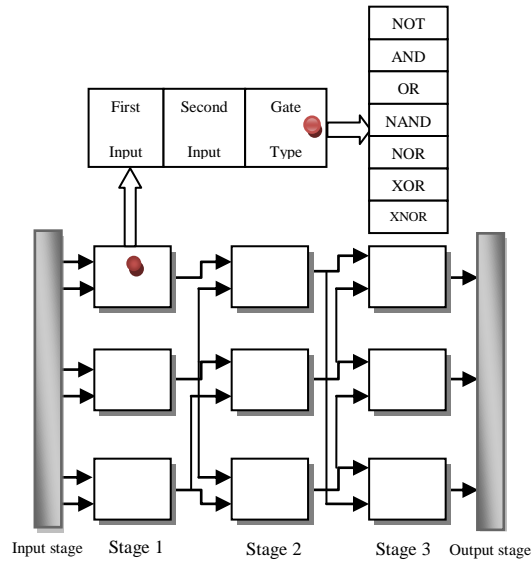 NOT
AND
OR
NAND
NOR
XOR
XNOR
First Input
Second Input
Gate Type
Input stage
Stage 1
Stage 2
Stage 3
Output stage